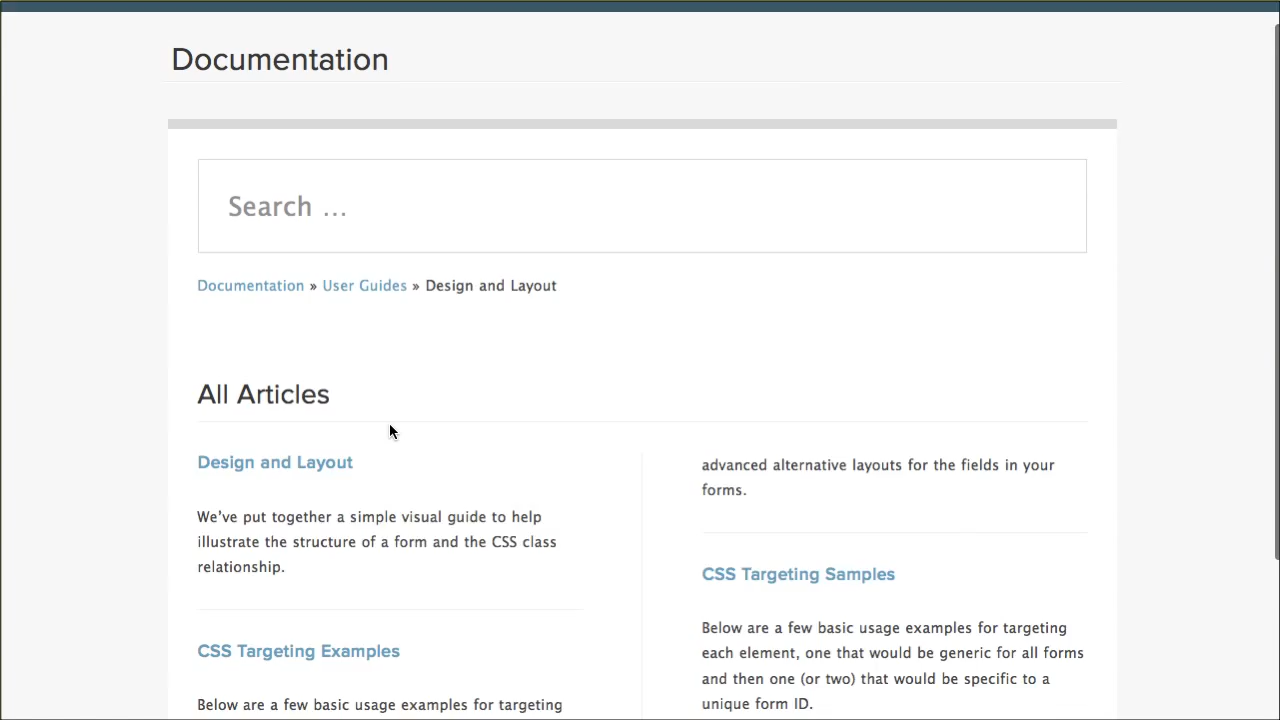 Documentation
Search ...
Documentation » User Guides » Design and Layout
All Articles
Design and Layout
We've put together a simple visual guide to help
illustrate the structure of a form and the CSS class
relationship.
CSS Targeting Examples
Below are a few basic usage examples for targeting
advanced alternative layouts for the fields in your
forms.
CSS Targeting Samples
Below are a few basic usage examples for targeting
each element, one that would be generic for all forms
and then one (or two) that would be specific to a
unique form ID.